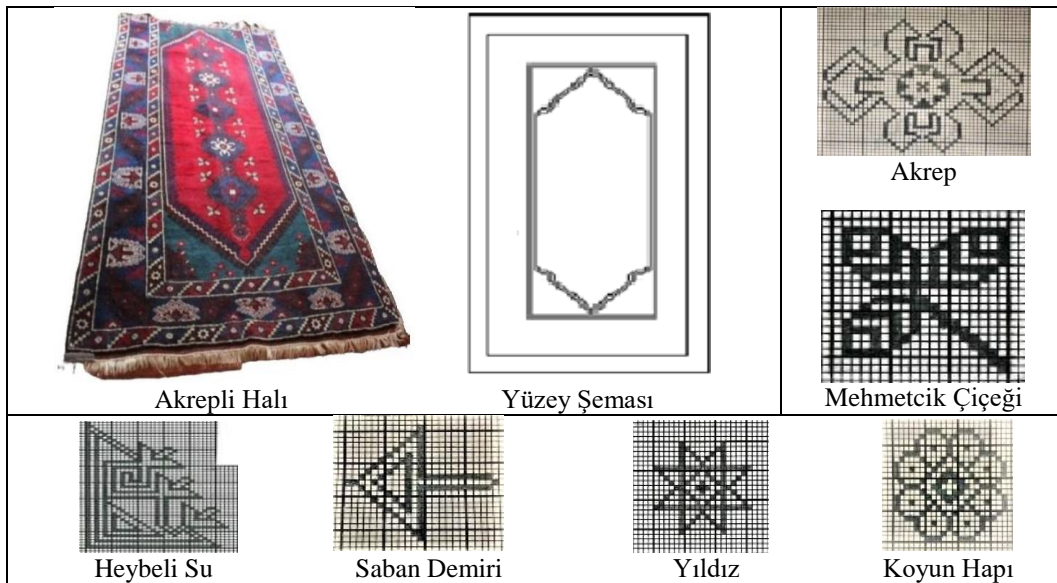 Akrepli Halı
Yüzey Şeması
Akrep
Mehmetcik Çiçeği
Heybeli Su
Saban Demiri
Yıldız
Koyun Hapı